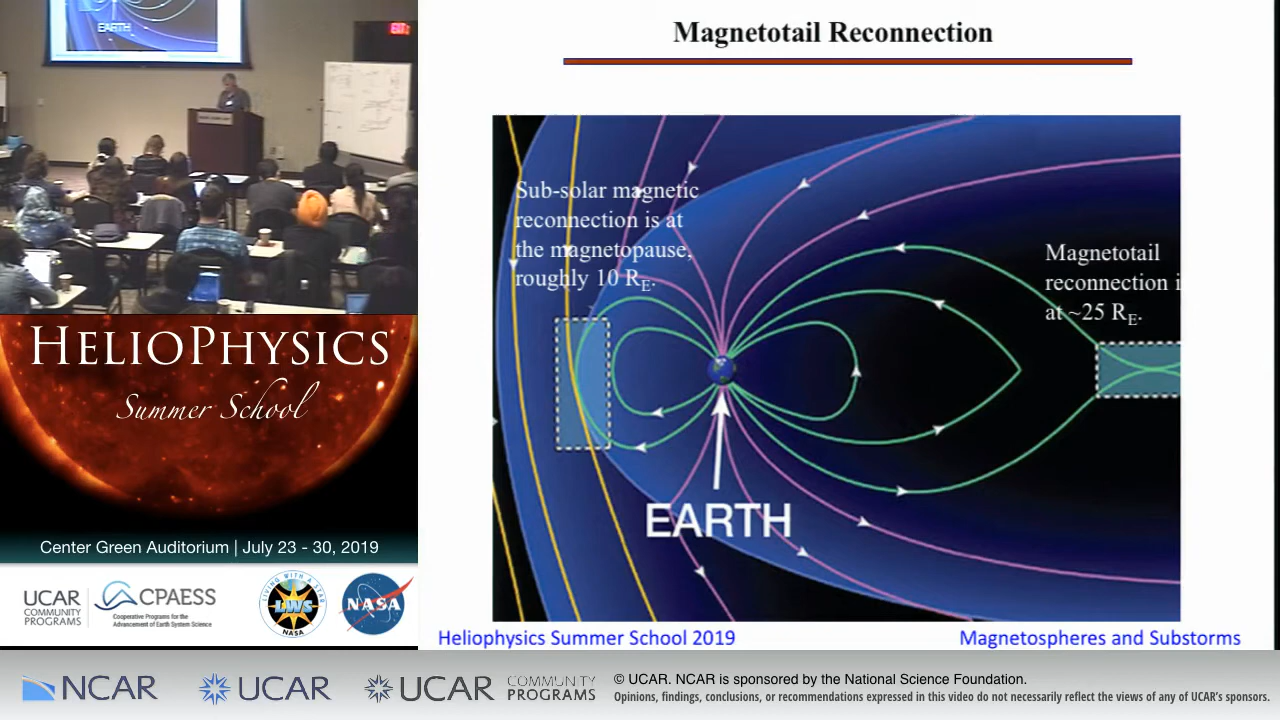 EARTH
Magnetotail Reconnection
Sub-solar magnetic
reconnection is at
the magnetopause,
roughly 10 RE.
Magnetotail
reconnection i
at ~25 RE.
EARTH
Heliophysics Summer School 2019
Magnetospheres and Substorms
HELIOPHYSICS
Summer School
Center Green Auditorium | July 23 - 30, 2019
UCAR
COMMUNITY
PROGRAMS
CPAESS
Cooperative Programs for the
Advancement of Earth System Science
LIVING WITH A STAR
LWS
NASA
NASA
NCAR
UCAR
UCAR
COMMUNITY
PROGRAMS
© UCAR. NCAR is sponsored by the National Science Foundation.
Opinions, findings, conclusions, or recommendations expressed in this video do not necessarily reflect the views of any of UCAR's sponsors.